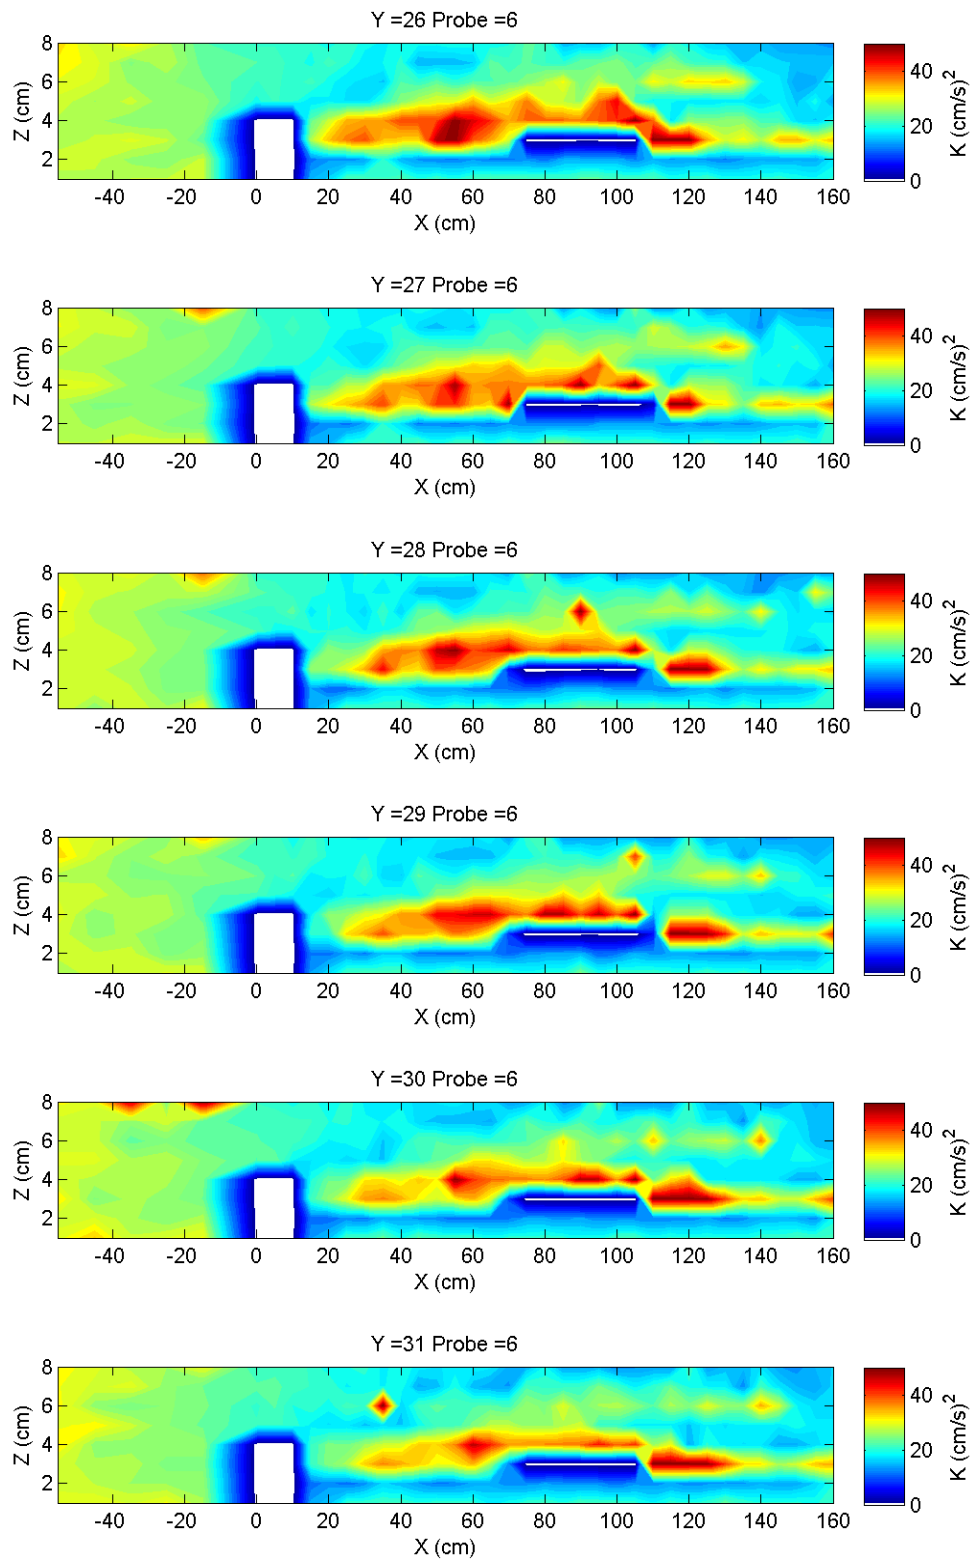 Y =26 Probe =6
8
6
4
2
Z (cm)
-40 -20 0 20 40 60 80 100 120 140 160
X (cm)
40
20
0
K (cm/s)²
Y =27 Probe =6
8
6
4
2
Z (cm)
-40 -20 0 20 40 60 80 100 120 140 160
X (cm)
40
20
0
K (cm/s)²
Y =28 Probe =6
8
6
4
2
Z (cm)
-40 -20 0 20 40 60 80 100 120 140 160
X (cm)
40
20
0
K (cm/s)²
Y =29 Probe =6
8
6
4
2
Z (cm)
-40 -20 0 20 40 60 80 100 120 140 160
X (cm)
40
20
0
K (cm/s)²
Y =30 Probe =6
8
6
4
2
Z (cm)
-40 -20 0 20 40 60 80 100 120 140 160
X (cm)
40
20
0
K (cm/s)²
Y =31 Probe =6
8
6
4
2
Z (cm)
-40 -20 0 20 40 60 80 100 120 140 160
X (cm)
40
20
0
K (cm/s)²